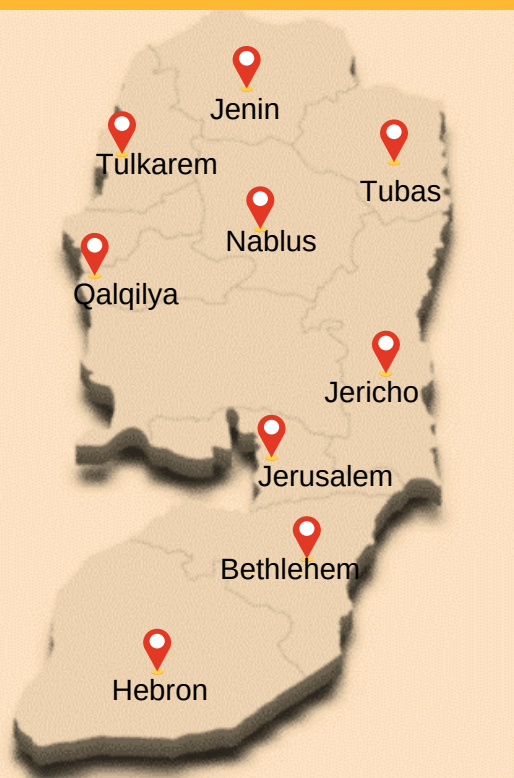 Jenin
Tulkarem
Tubas
Nablus
Qalqilya
Jericho
Jerusalem
Bethlehem
Hebron